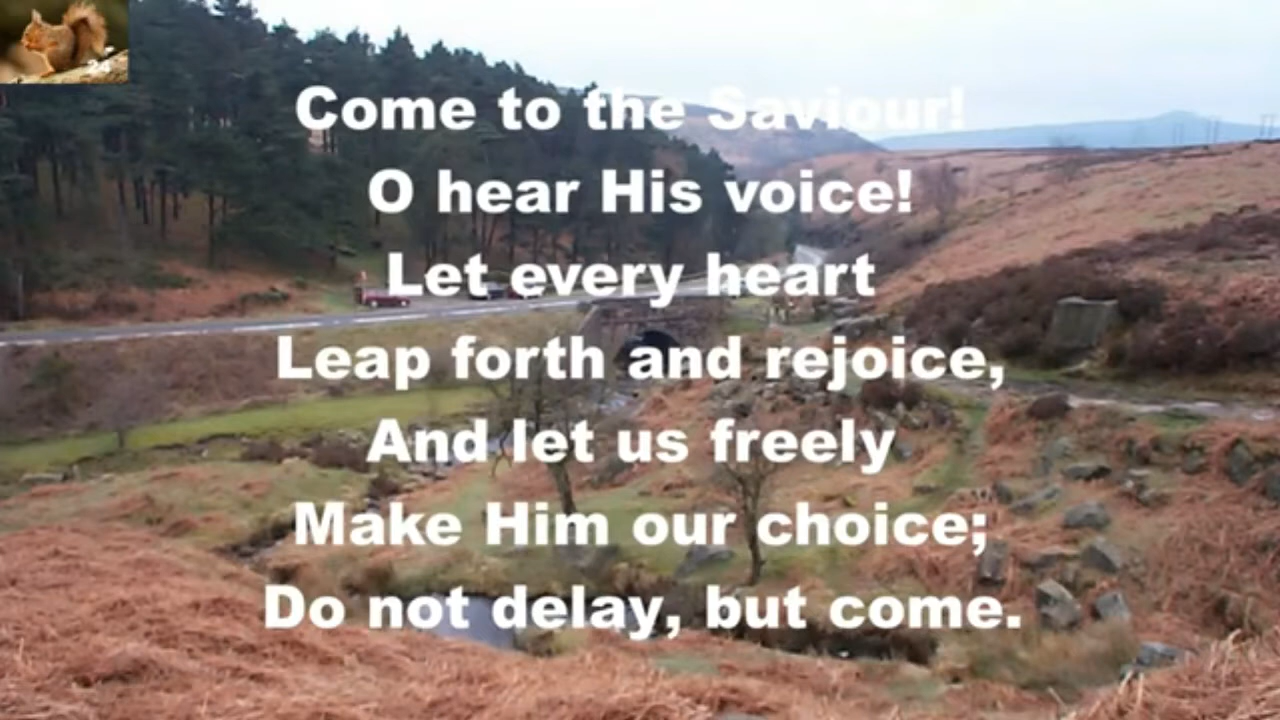 24
Come to the Saviour!
O hear His voice!
Let every heart
Leap forth and rejoice,
And let us freely
Make Him our choice;
Do not delay, but come.